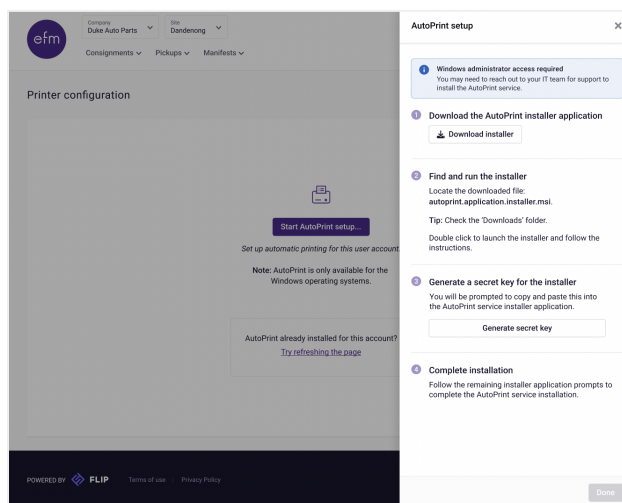 efm
Company
Duke Auto Parts
Site
Dandenong
Consignments
Pickups
Manifests
Printer configuration
Start AutoPrint setup...
Set up automatic printing for this user account.
Note: AutoPrint is only available for the
Windows operating systems.
AutoPrint already installed for this account?
Try refreshing the page
POWERED BY FLIP
Terms of use
Privacy Policy
AutoPrint setup
Windows administrator access required
You may need to reach out to your IT team for support to
install the AutoPrint service.
1 Download the AutoPrint installer application
Download installer
2 Find and run the installer
Locate the downloaded file:
autoprint.application.installer.msi.
Tip: Check the 'Downloads' folder.
Double click to launch the installer and follow the
instructions.
3 Generate a secret key for the installer
You will be prompted to copy and paste this into
the AutoPrint service installer application.
Generate secret key
4 Complete installation
Follow the remaining installer application prompts to
complete the AutoPrint service installation.
Done